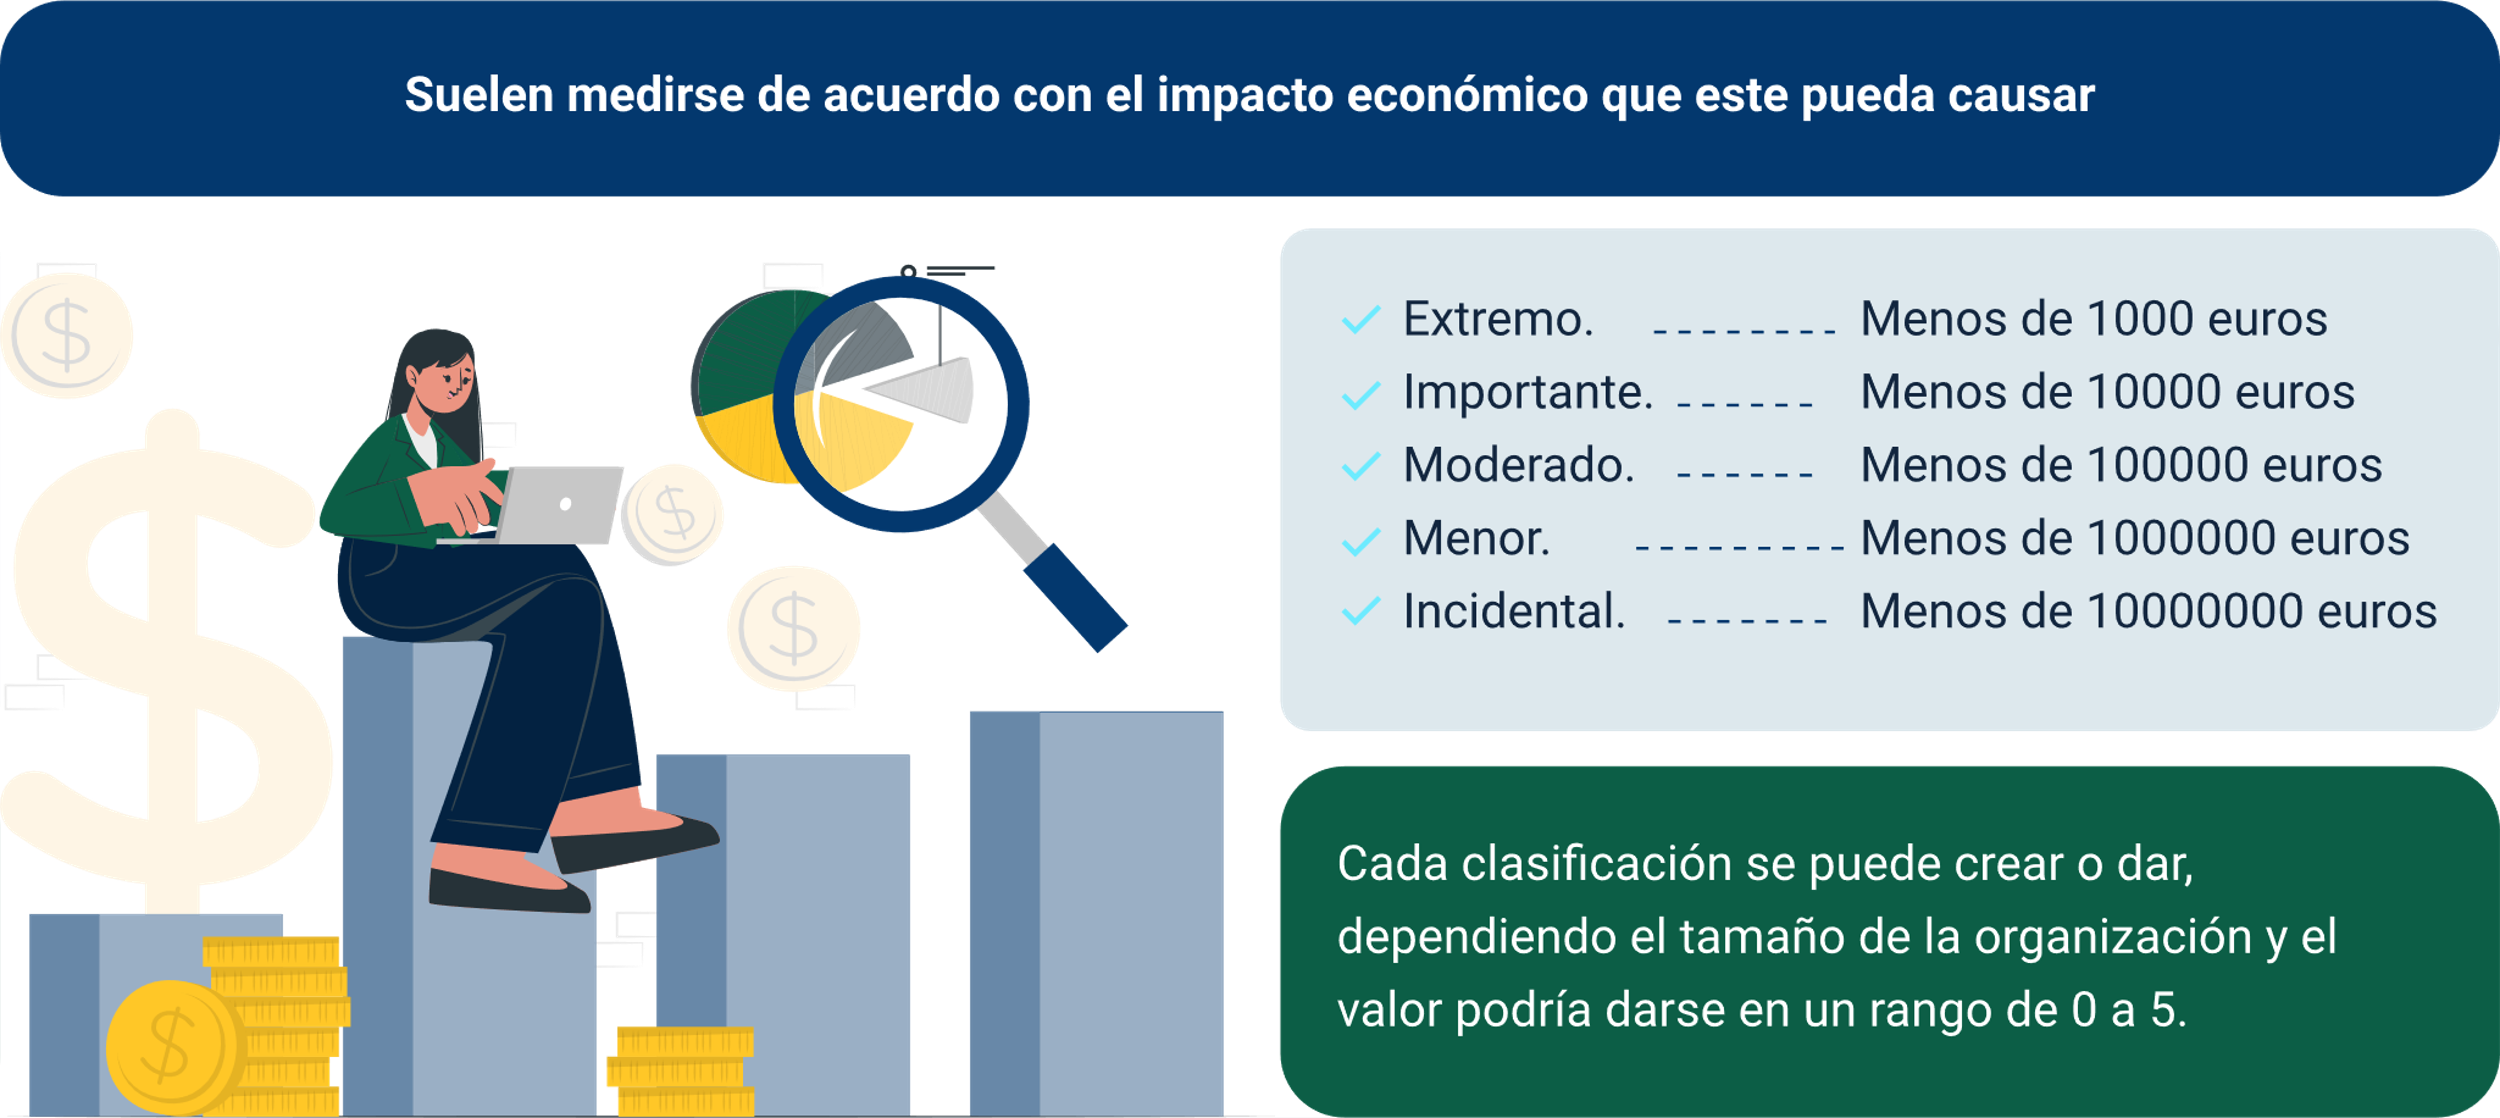 Suelen medirse de acuerdo con el impacto económico que este pueda causar
Extremo. - - - - - - - - Menos de 1000 euros
Importante. - - - - - - Menos de 10000 euros
Moderado. - - - - - - Menos de 100000 euros
Menor. - - - - - - - - - Menos de 1000000 euros
Incidental. - - - - - - - Menos de 10000000 euros
Cada clasificación se puede crear o dar,
dependiendo el tamaño de la organización y el
valor podría darse en un rango de 0 a 5.